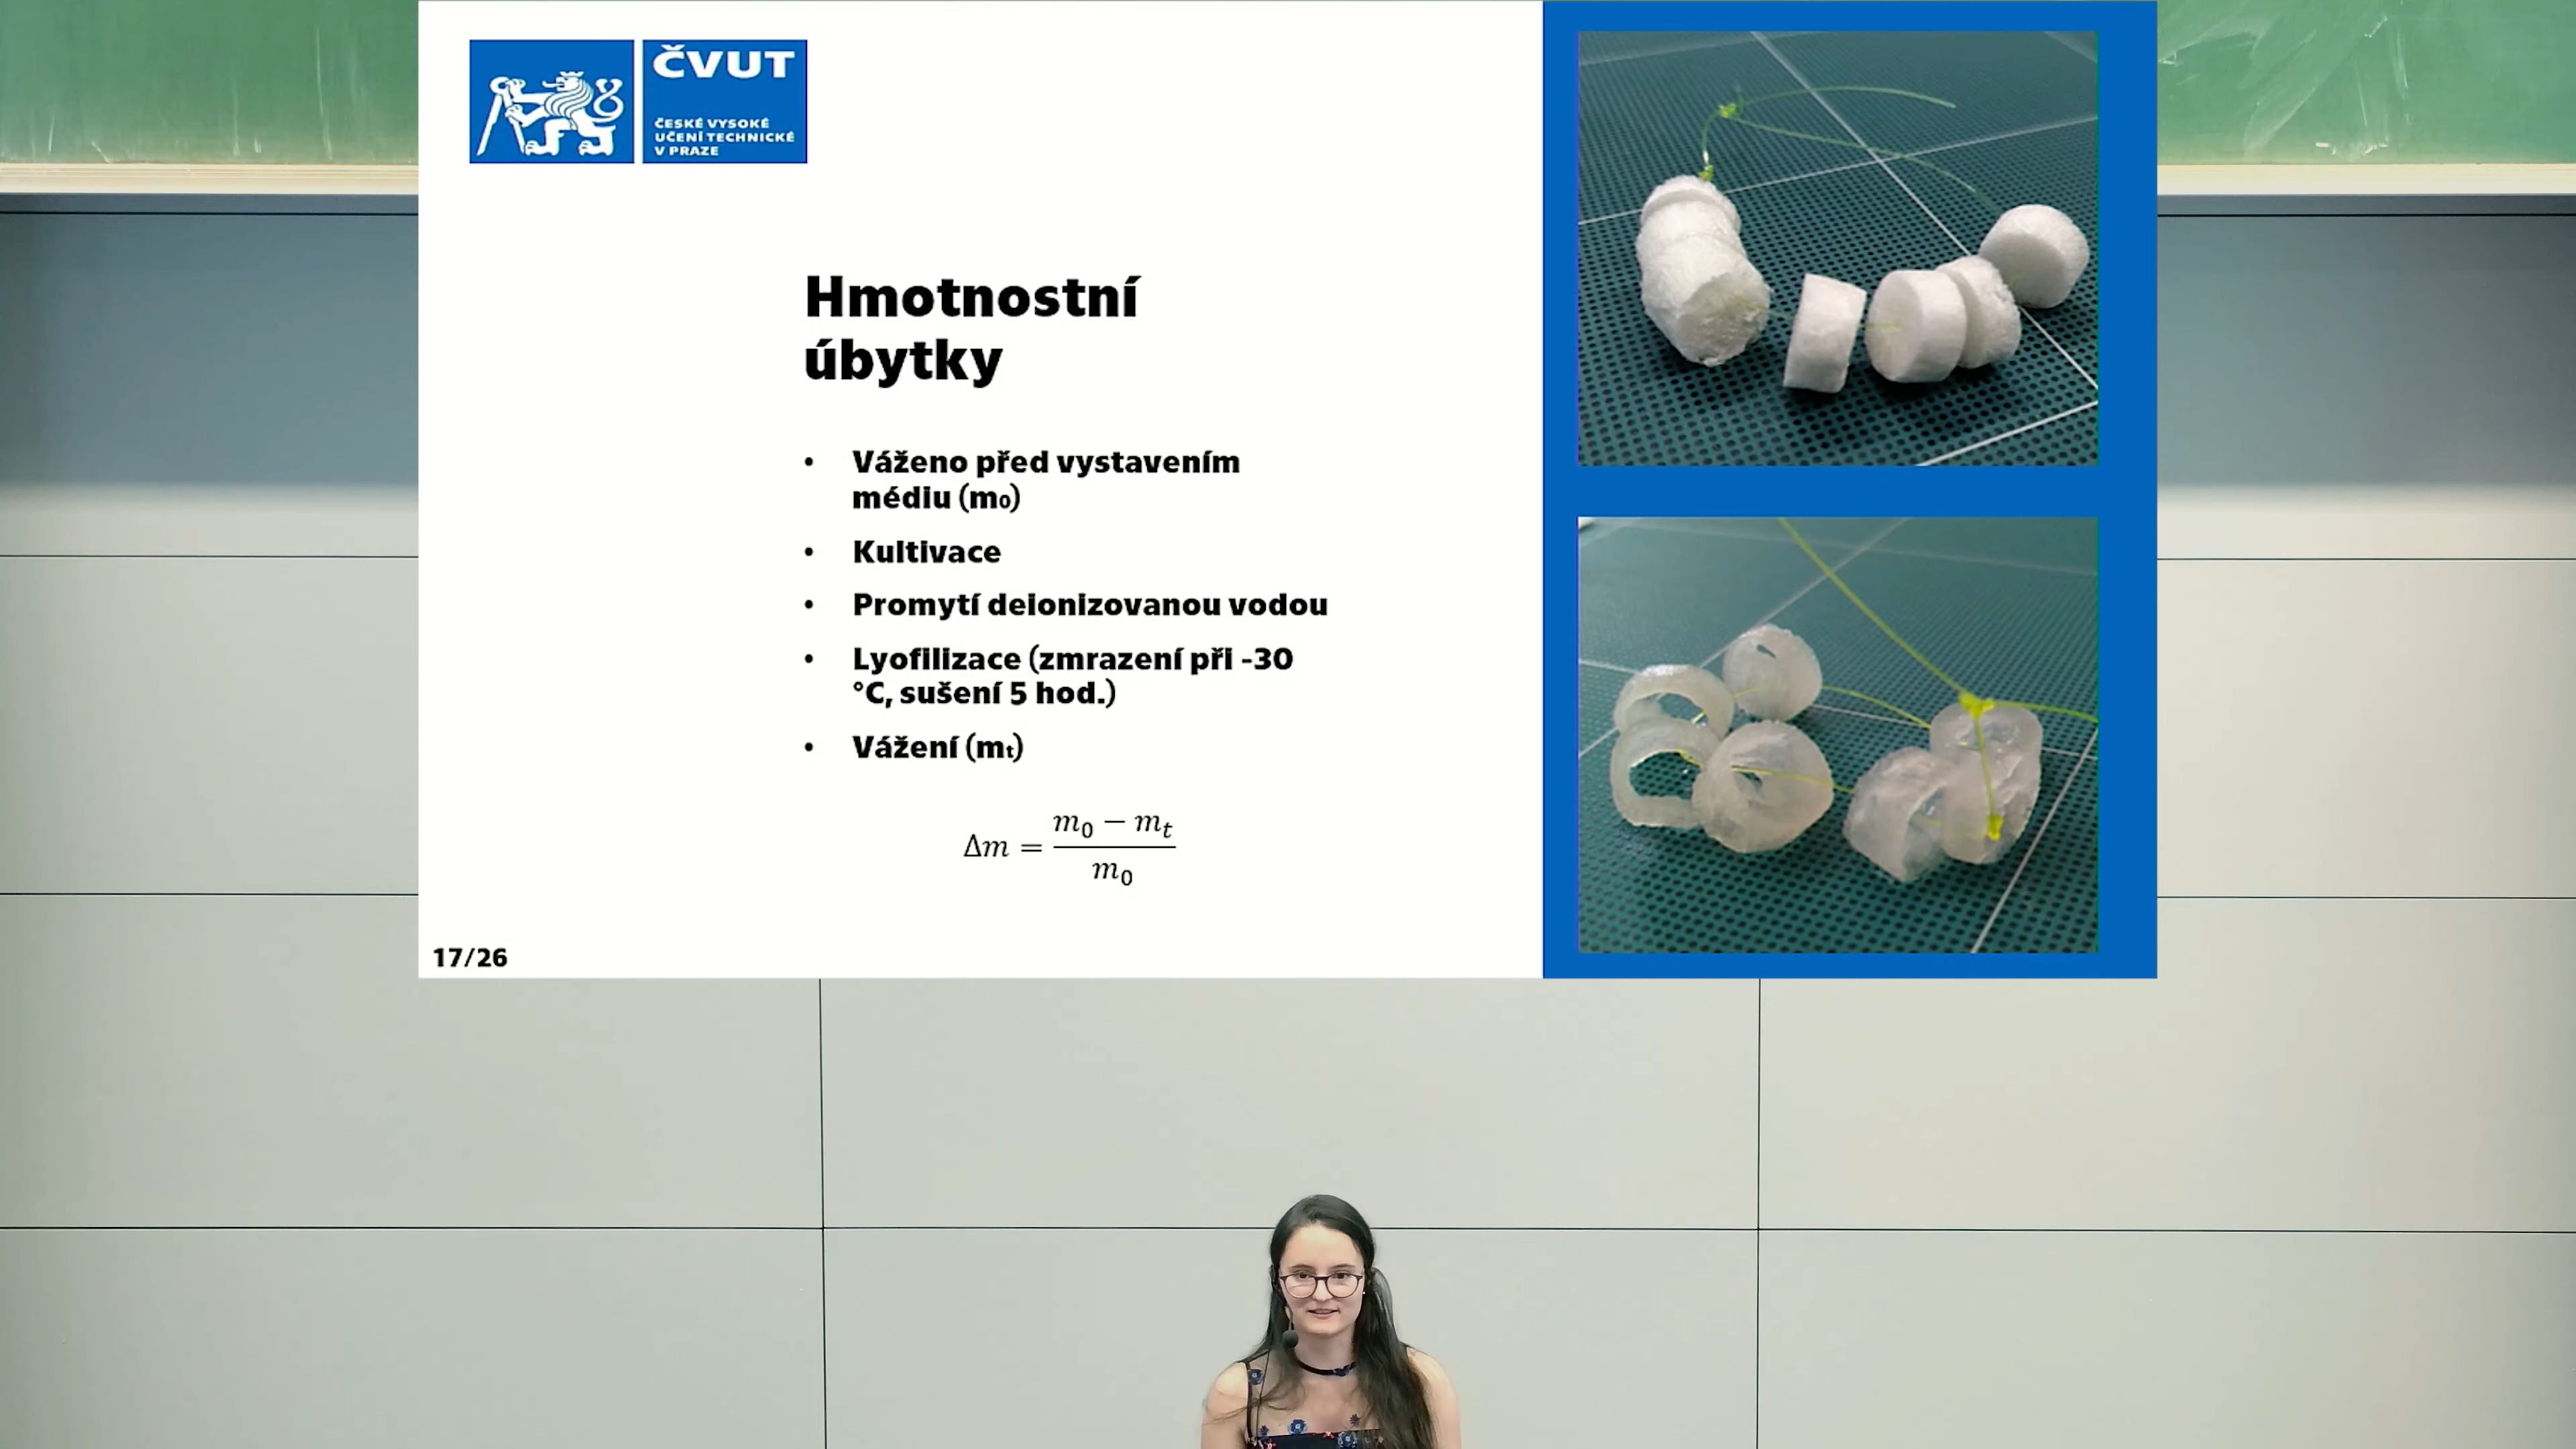 ČVUT
ČESKÉ VYSOKÉ
UČENÍ TECHNICKÉ
V PRAZE
Hmotnostní
úbytky
• Váženo před vystavením
médiu (m₀)
• Kultivace
• Promytí deionizovanou vodou
• Lyofilizace (zmrazení při -30
°C, sušení 5 hod.)
• Vážení (mₜ)
Δm = (m₀ − mₜ) / m₀
17/26